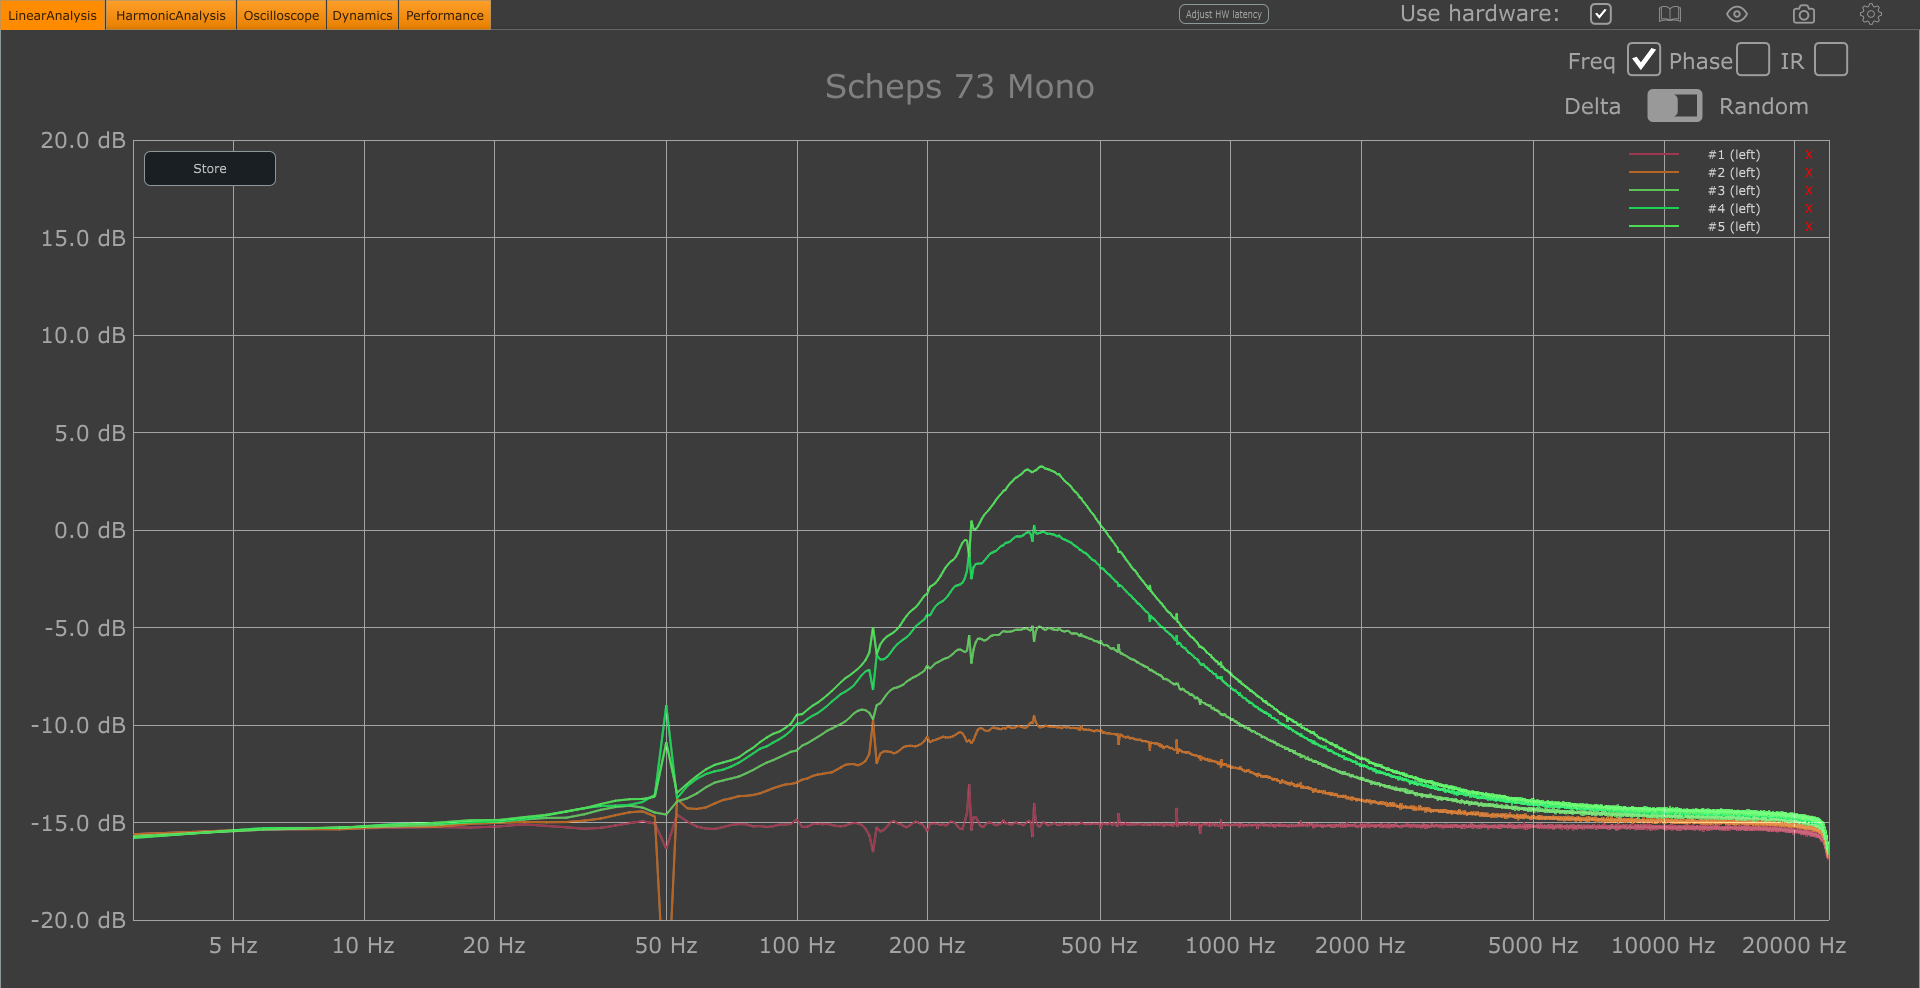 LinearAnalysis HarmonicAnalysis Oscilloscope Dynamics Performance Adjust HW latency Use hardware:
Freq Phase IR
Scheps 73 Mono
Delta Random
20.0 dB
Store
#1 (left) X
#2 (left) X
#3 (left) X
#4 (left) X
#5 (left) X
15.0 dB
10.0 dB
5.0 dB
0.0 dB
-5.0 dB
-10.0 dB
-15.0 dB
-20.0 dB
5 Hz 10 Hz 20 Hz 50 Hz 100 Hz 200 Hz 500 Hz 1000 Hz 2000 Hz 5000 Hz 10000 Hz 20000 Hz